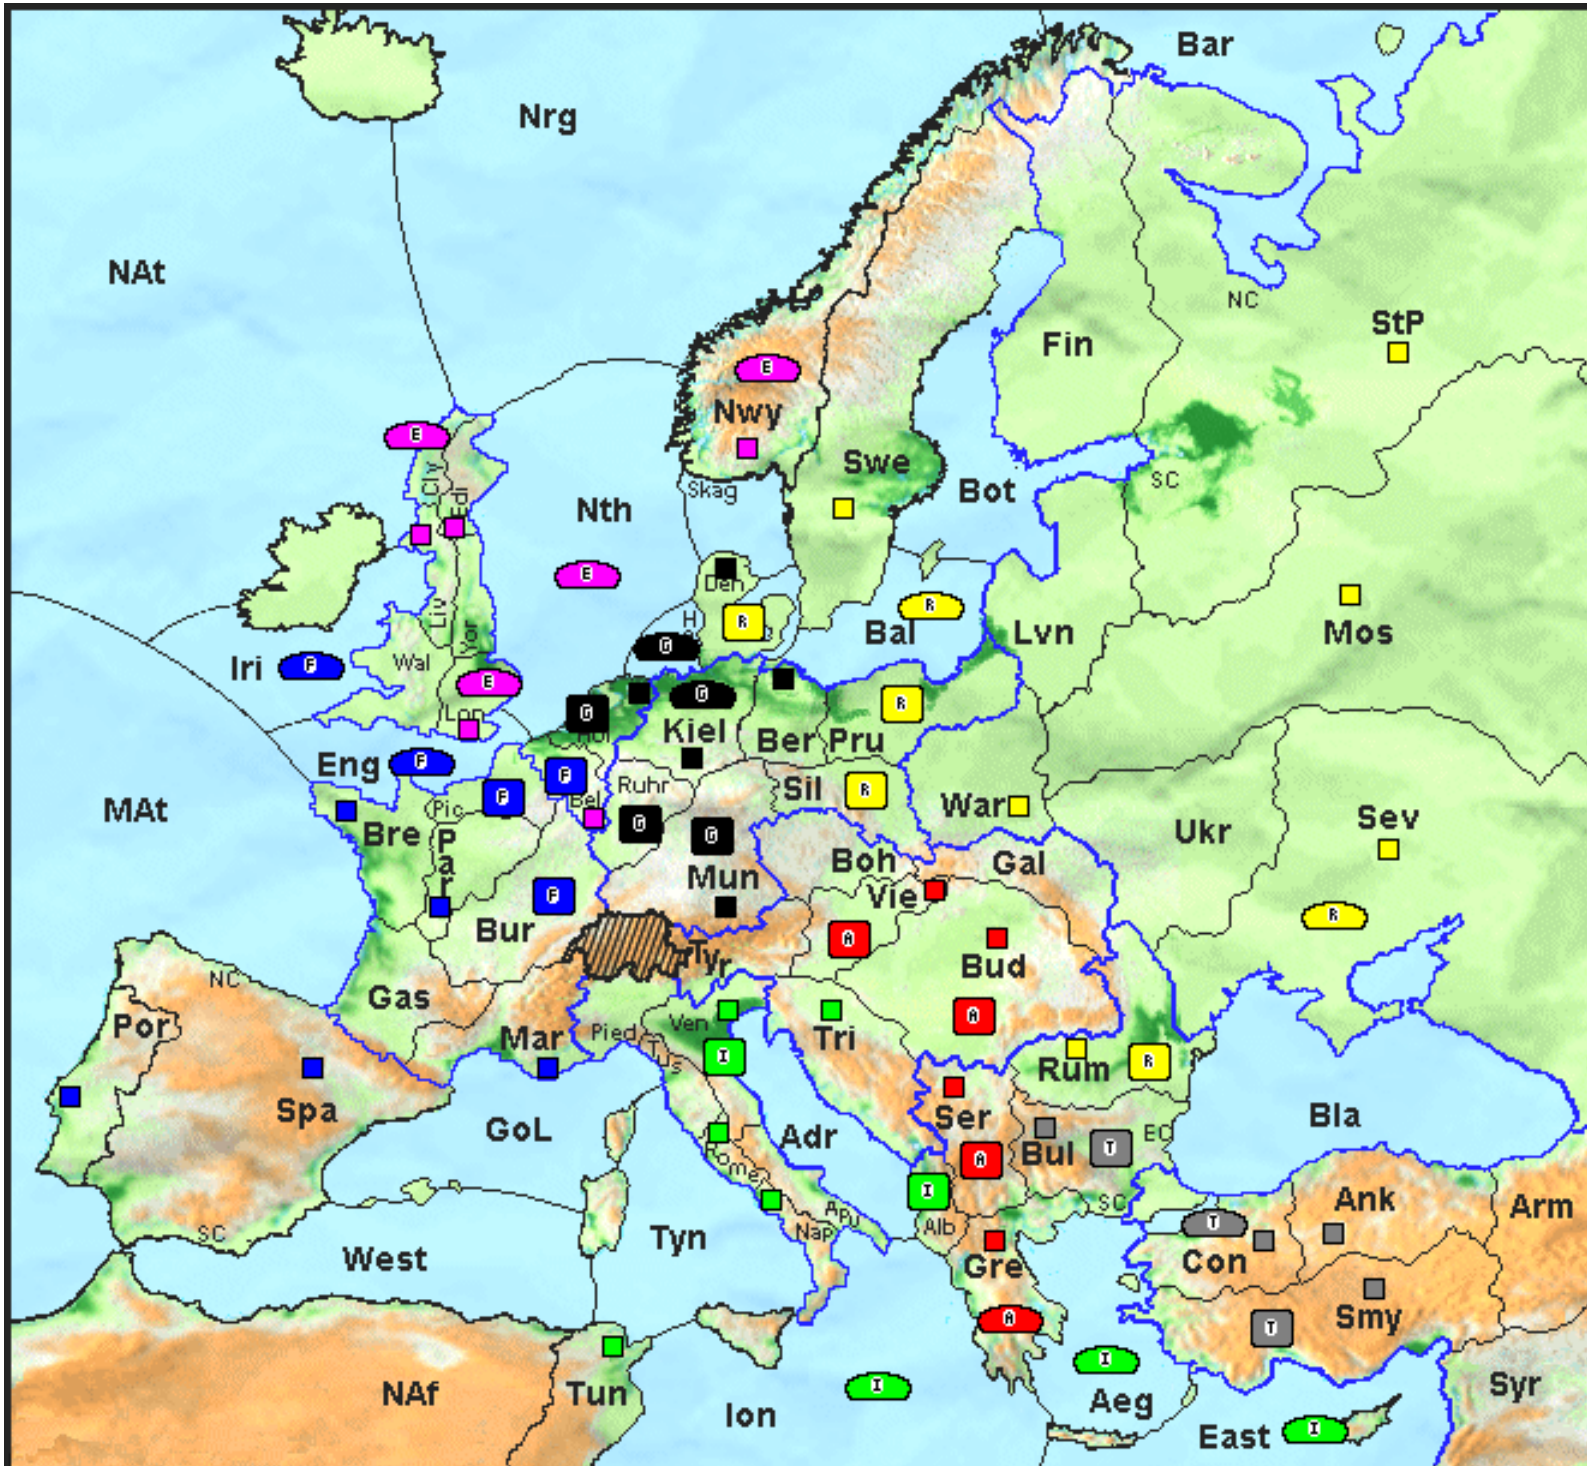 Bar
Nrg
NAt
NC
StP
Fin
E
Nwy
E
Cly
Edi
Swe
SC
Skag
Bot
Nth
E
Den
R
R
Mos
Bal
Lvn
H
Liv
Yor
G
Iri
F
Wal
E
G
R
G
Lon
Hol
Kiel
Ber
Pru
Eng
F
F
F
Bel
Ruhr
Sil
R
War
MAt
Pic
Bre
Par
G
G
Ukr
Sev
Boh
Gal
Mun
Vie
F
Bur
R
A
Tyr
Bud
NC
Gas
Por
A
Mar
Pied
Ven
Tus
Tri
I
Rum
R
Spa
GoL
Ser
Bla
Adr
Bul
T
EC
Rome
A
I
SC
Ank
Arm
Apu
Nap
Alb
T
SC
West
Tyn
Gre
Con
A
T
Smy
I
NAf
Tun
I
Aeg
Syr
Ion
East
I